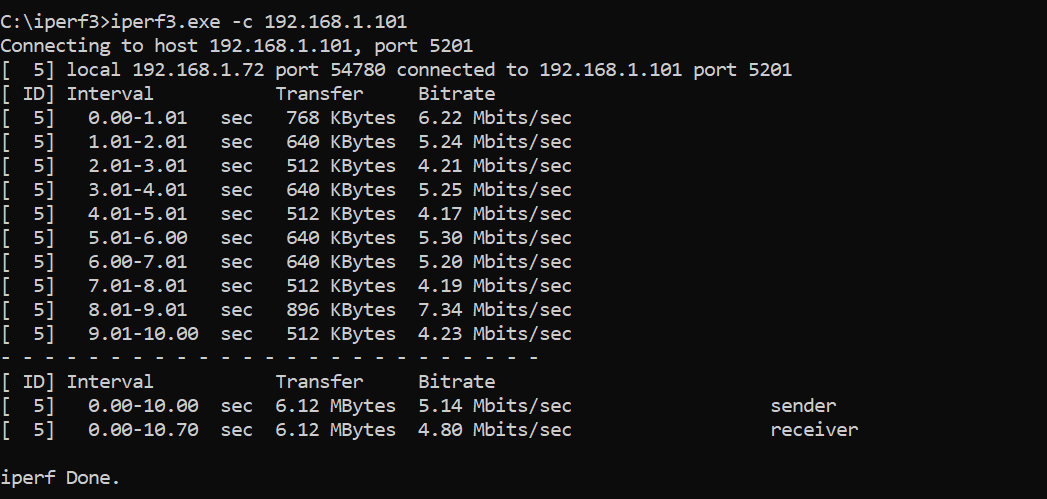 C:\iperf3>iperf3.exe -c 192.168.1.101
Connecting to host 192.168.1.101, port 5201
[  5] local 192.168.1.72 port 54780 connected to 192.168.1.101 port 5201
[ ID] Interval           Transfer     Bitrate
[  5]   0.00-1.01   sec   768 KBytes  6.22 Mbits/sec
[  5]   1.01-2.01   sec   640 KBytes  5.24 Mbits/sec
[  5]   2.01-3.01   sec   512 KBytes  4.21 Mbits/sec
[  5]   3.01-4.01   sec   640 KBytes  5.25 Mbits/sec
[  5]   4.01-5.01   sec   512 KBytes  4.17 Mbits/sec
[  5]   5.01-6.00   sec   640 KBytes  5.30 Mbits/sec
[  5]   6.00-7.01   sec   640 KBytes  5.20 Mbits/sec
[  5]   7.01-8.01   sec   512 KBytes  4.19 Mbits/sec
[  5]   8.01-9.01   sec   896 KBytes  7.34 Mbits/sec
[  5]   9.01-10.00  sec   512 KBytes  4.23 Mbits/sec
- - - - - - - - - - - - - - - - - - - - - - - - -
[ ID] Interval           Transfer     Bitrate
[  5]   0.00-10.00  sec  6.12 MBytes  5.14 Mbits/sec                  sender
[  5]   0.00-10.70  sec  6.12 MBytes  4.80 Mbits/sec                  receiver
iperf Done.